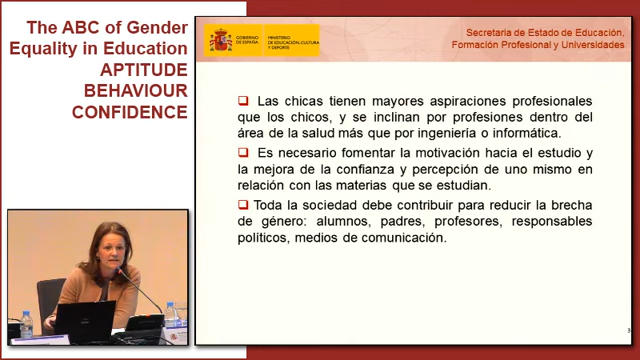 The ABC of Gender
Equality in Education
APTITUDE
BEHAVIOUR
CONFIDENCE
GOBIERNO
DE ESPAÑA
MINISTERIO
DE EDUCACIÓN, CULTURA
Y DEPORTE
Secretaria de Estado de Educación,
Formación Profesional y Universidades
Las chicas tienen mayores aspiraciones profesionales
que los chicos, y se inclinan por profesiones dentro del
área de la salud más que por ingeniería o informática.
Es necesario fomentar la motivación hacia el estudio y
la mejora de la confianza y percepción de uno mismo en
relación con las materias que se estudian.
Toda la sociedad debe contribuir para reducir la brecha
de género: alumnos, padres, profesores, responsables
políticos, medios de comunicación.
3